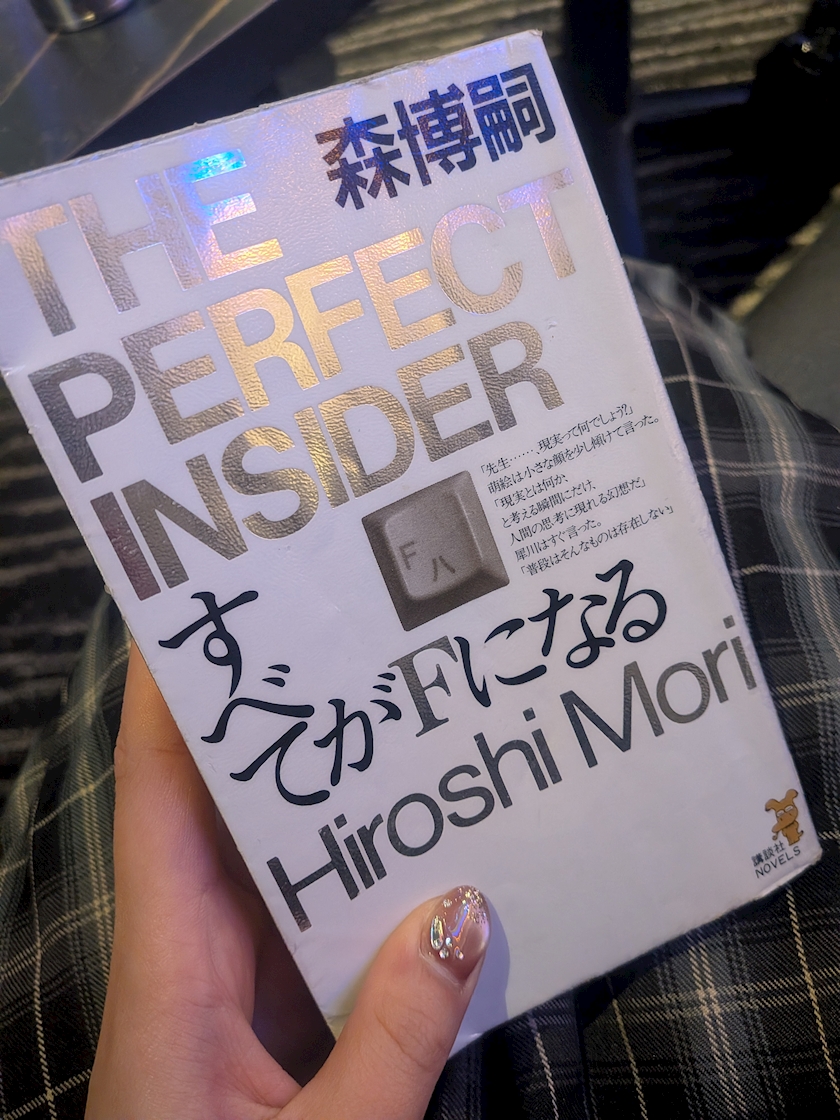 森博嗣
THE
PERFECT
INSIDER
「先生……、現実って何でしょう?」
萌絵は小さな顔を少し傾けて言った。
「現実とは何か、
と考える瞬間にだけ、
人間の思考に現れる幻想だ」
犀川はすぐ言った。
「普段はそんなものは存在しない」
F
ハ
すべてがFになる
Hiroshi Mori
講談社
NOVELS